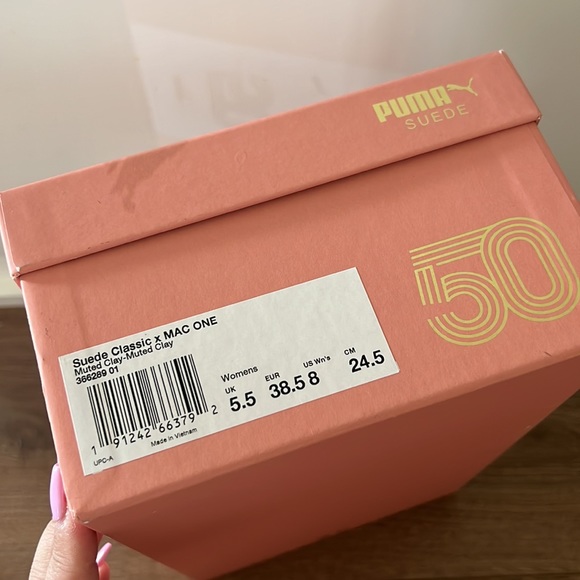 PUMA
SUEDE
50
Suede Classic x MAC ONE
Muted Clay-Muted Clay
366289 01
Womens
UK EUR US Wn's CM
5.5 38.5 8 24.5
1 91242 66379 2
UPC-A Made in Vietnam